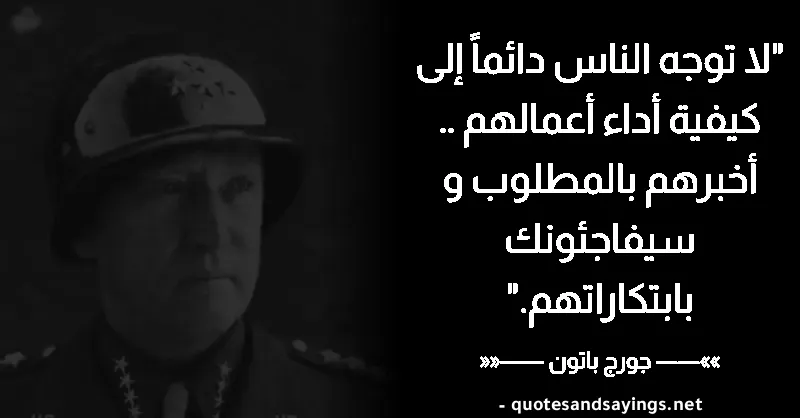 "لا توجه الناس دائماً إلى
كيفية أداء أعمالهم ..
أخبرهم بالمطلوب و
سيفاجئونك
بابتكاراتهم."
»»—— جورج باتون ——««
- quotesandsayings.net